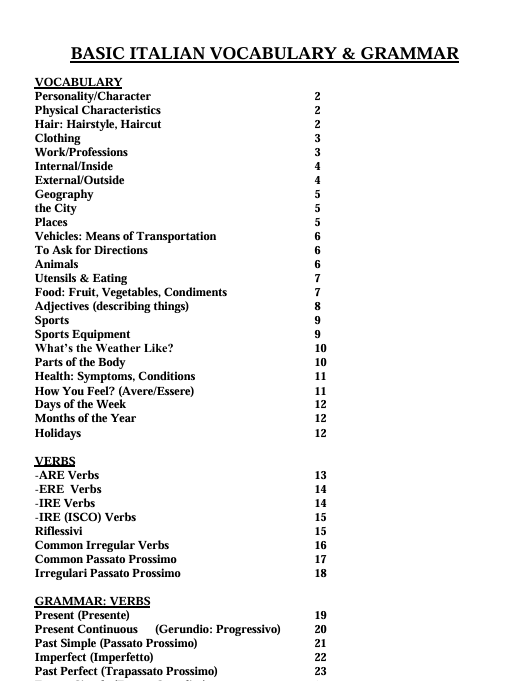 BASIC ITALIAN VOCABULARY & GRAMMAR
VOCABULARY
Personality/Character 2
Physical Characteristics 2
Hair: Hairstyle, Haircut 2
Clothing 3
Work/Professions 3
Internal/Inside 4
External/Outside 4
Geography 5
the City 5
Places 5
Vehicles: Means of Transportation 6
To Ask for Directions 6
Animals 6
Utensils & Eating 7
Food: Fruit, Vegetables, Condiments 7
Adjectives (describing things) 8
Sports 9
Sports Equipment 9
What's the Weather Like? 10
Parts of the Body 10
Health: Symptoms, Conditions 11
How You Feel? (Avere/Essere) 11
Days of the Week 12
Months of the Year 12
Holidays 12
VERBS
-ARE Verbs 13
-ERE Verbs 14
-IRE Verbs 14
-IRE (ISCO) Verbs 15
Riflessivi 15
Common Irregular Verbs 16
Common Passato Prossimo 17
Irregulari Passato Prossimo 18
GRAMMAR: VERBS
Present (Presente) 19
Present Continuous (Gerundio: Progressivo) 20
Past Simple (Passato Prossimo) 21
Imperfect (Imperfetto) 22
Past Perfect (Trapassato Prossimo) 23